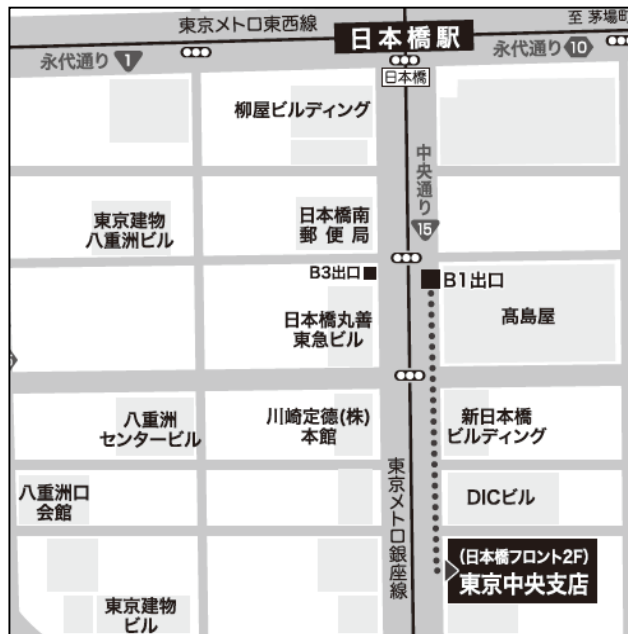 東京メトロ東西線
日本橋駅
至 茅場町
永代通り 1
永代通り 10
日本橋
柳屋ビルディング
中央通り
15
東京建物
八重洲ビル
日本橋南
郵便局
B3出口
B1出口
日本橋丸善
東急ビル
髙島屋
八重洲
センタービル
川崎定徳(株)
本館
新日本橋
ビルディング
八重洲口
会館
東京メトロ銀座線
DICビル
(日本橋フロント2F)
東京中央支店
東京建物
ビル